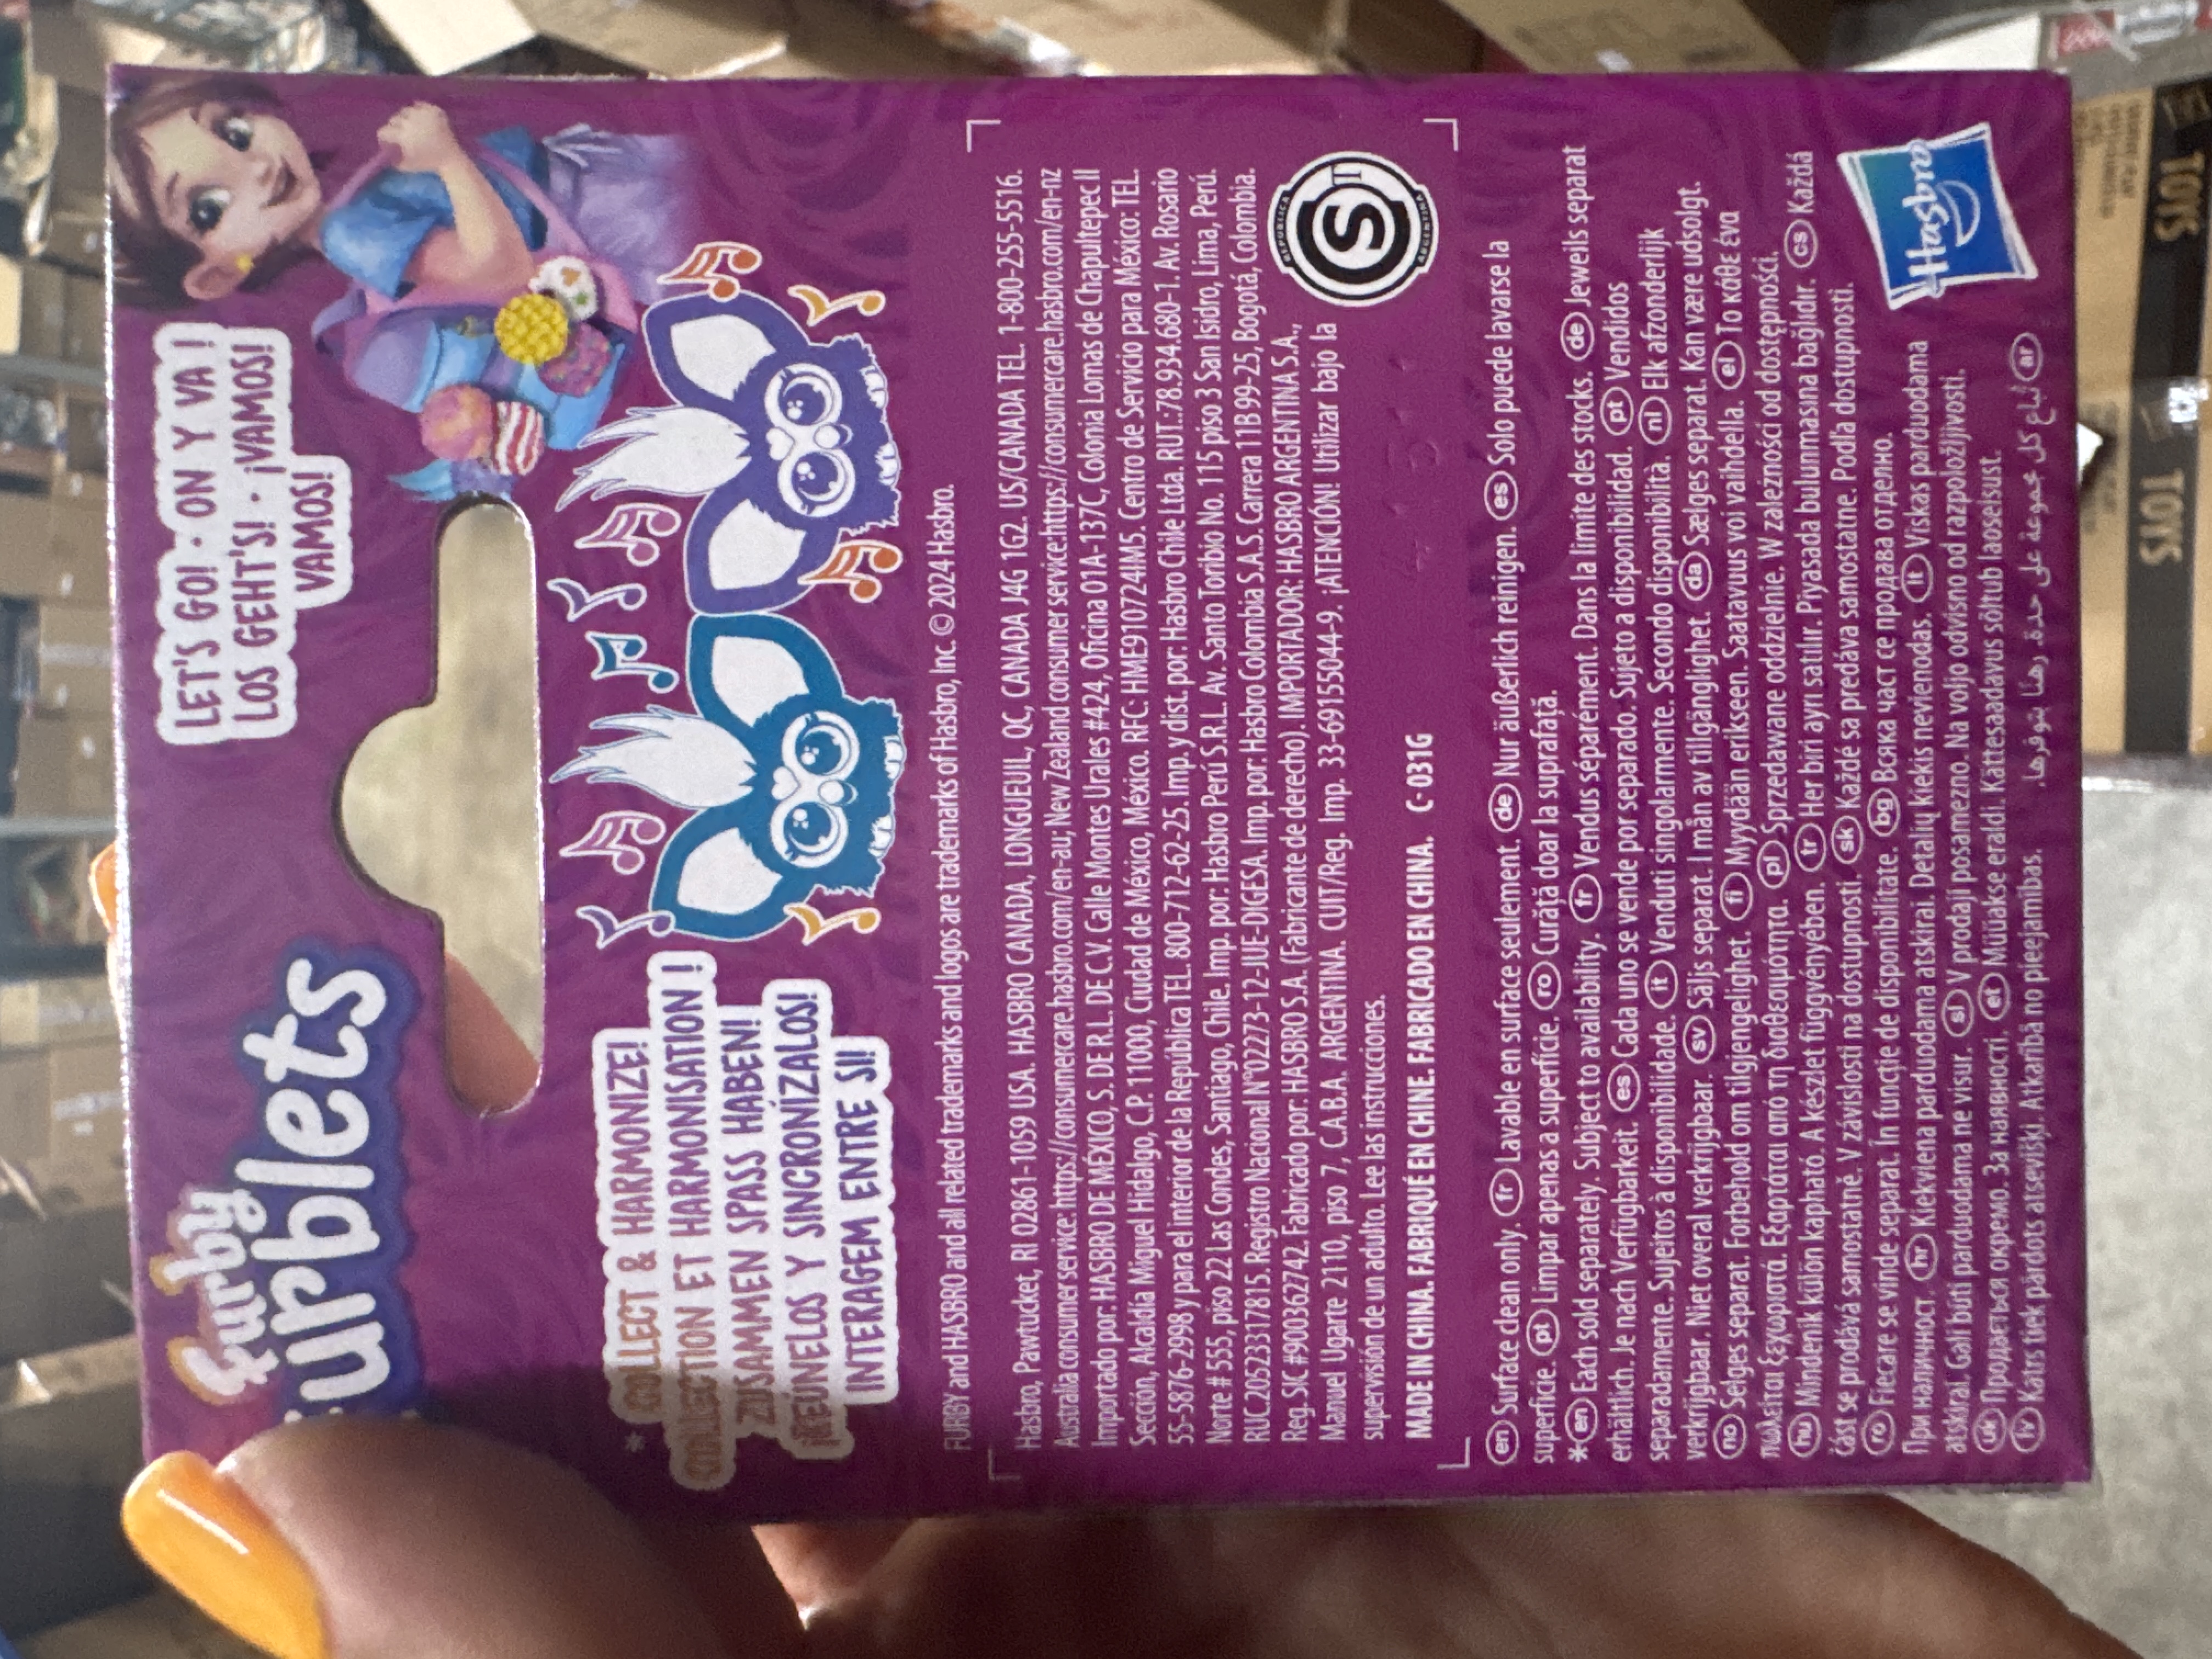 furby
urblets
LET'S GO! · ON Y VA !
LOS GEHT'S! · ¡VAMOS!
VAMOS!
* COLLECT & HARMONIZE!
COLLECTION ET HARMONISATION !
ZUSAMMEN SPASS HABEN!
¡REÚNELOS Y SINCRONÍZALOS!
INTERAGEM ENTRE SI!
FURBY and HASBRO and all related trademarks and logos are trademarks of Hasbro, Inc. © 2024 Hasbro.
Hasbro, Pawtucket, RI 02861-1059 USA. HASBRO CANADA, LONGUEUIL, QC, CANADA J4G 1G2. US/CANADA TEL. 1-800-255-5516.
Australia consumer service: https://consumercare.hasbro.com/en-au; New Zealand consumer service:https://consumercare.hasbro.com/en-nz
Importado por: HASBRO DE MÉXICO, S. DE R.L. DE C.V. Calle Montes Urales #424, Oficina 01A-137C, Colonia Lomas de Chapultepec II
Sección, Alcaldía Miguel Hidalgo, C.P. 11000, Ciudad de México, México. RFC: HME910724M5. Centro de Servicio para México: TEL.
55-5876-2998 y para el interior de la República TEL. 800-712-62-25. Imp. y dist. por: Hasbro Chile Ltda. RUT.:78.934.680-1. Av. Rosario
Norte # 555, piso 22 Las Condes, Santiago, Chile. Imp. por: Hasbro Perú S.R.L. Av. Santo Toribio No. 115 piso 3 San Isidro, Lima, Perú.
RUC 20523317815. Registro Nacional N°02273-12-JUE-DIGESA. Imp. por: Hasbro Colombia S.A.S. Carrera 11B 99-25, Bogotá, Colombia.
Reg. SC #900362742. Fabricado por: HASBRO S.A. (Fabricante de derecho). IMPORTADOR: HASBRO ARGENTINA S.A.,
Manuel Ugarte 2110, piso 7, C.A.B.A. ARGENTINA. CUIT/Reg. Imp. 33-69155044-9. ¡ATENCIÓN! Utilizar bajo la
supervisión de un adulto. Lee las instrucciones.
MADE IN CHINA. FABRIQUÉ EN CHINE. FABRICADO EN CHINA. C-031G
REPUBLICA
S
ARGENTINA
en Surface clean only. fr Lavable en surface seulement. de Nur äußerlich reinigen. es Solo puede lavarse la
superficie. pt Limpar apenas a superfície. ro Curăță doar la suprafață.
* en Each sold separately. Subject to availability. fr Vendus séparément. Dans la limite des stocks. de Jeweils separat
erhältlich. Je nach Verfügbarkeit. es Cada uno se vende por separado. Sujeto a disponibilidad. pt Vendidos
separadamente. Sujeitos à disponibilidade. it Venduti singolarmente. Secondo disponibilità. nl Elk afzonderlijk
verkrijgbaar. Niet overal verkrijgbaar. sv Säljs separat. I mån av tillgänglighet. da Sælges separat. Kan være udsolgt.
no Selges separat. Forbehold om tilgjengelighet. fi Myydään erikseen. Saatavuus voi vaihdella. el Το κάθε ένα
πωλείται ξεχωριστά. Εξαρτάται από τη διαθεσιμότητα. pl Sprzedawane oddzielnie. W zależności od dostępności.
hu Mindenik külön kapható. A készlet függvényében. tr Her biri ayrı satılır. Piyasada bulunmasına bağlıdır. cs Každá
část se prodává samostatně. V závislosti na dostupnosti. sk Každé sa predáva samostatne. Podľa dostupnosti.
ro Fiecare se vinde separat. În funcție de disponibilitate. bg Всяка част се продава отделно.
При наличност. hr Kiekviena parduodama atskirai. Detalių kiekis nevienodas. lt Viskas parduodama
atskirai. Gali būti parduodama ne visur. sl V prodaji posamezno. Na voljo odvisno od razpoložljivosti.
uk Продається окремо. За наявності. et Müüakse eraldi. Kättesaadavus sõltub laoseisust.
lv Katrs tiek pārdots atsevišķi. Atkarībā no pieejamības. ar تُباع كل مجموعة على حدة. رهنًا بتوفرها.
Hasbro
TOYS
TOYS